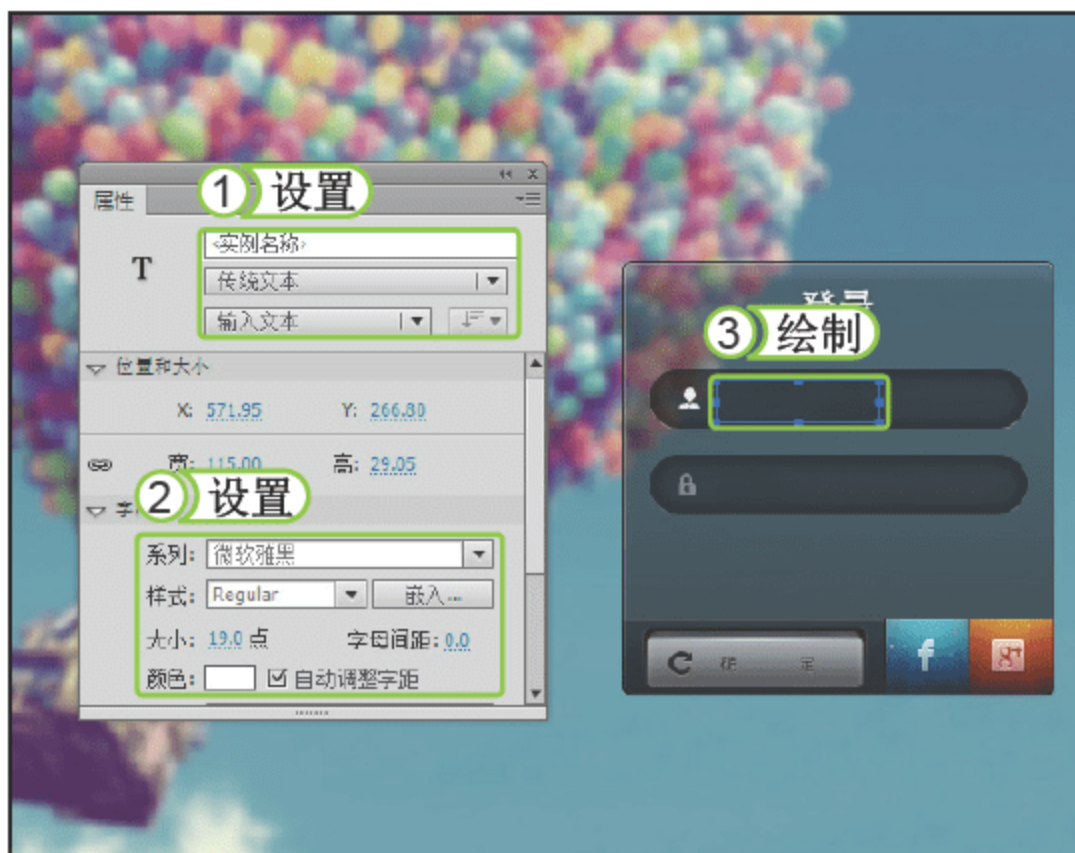 属性
① 设置
T
<实例名称>
传统文本
输入文本
位置和大小
X: 571.95 Y: 266.80
宽: 115.00 高: 29.05
② 设置
系列: 微软雅黑
样式: Regular 嵌入...
大小: 19.0 点 字母间距: 0.0
颜色: 自动调整字距
登录
③ 绘制
确 定
f
g+